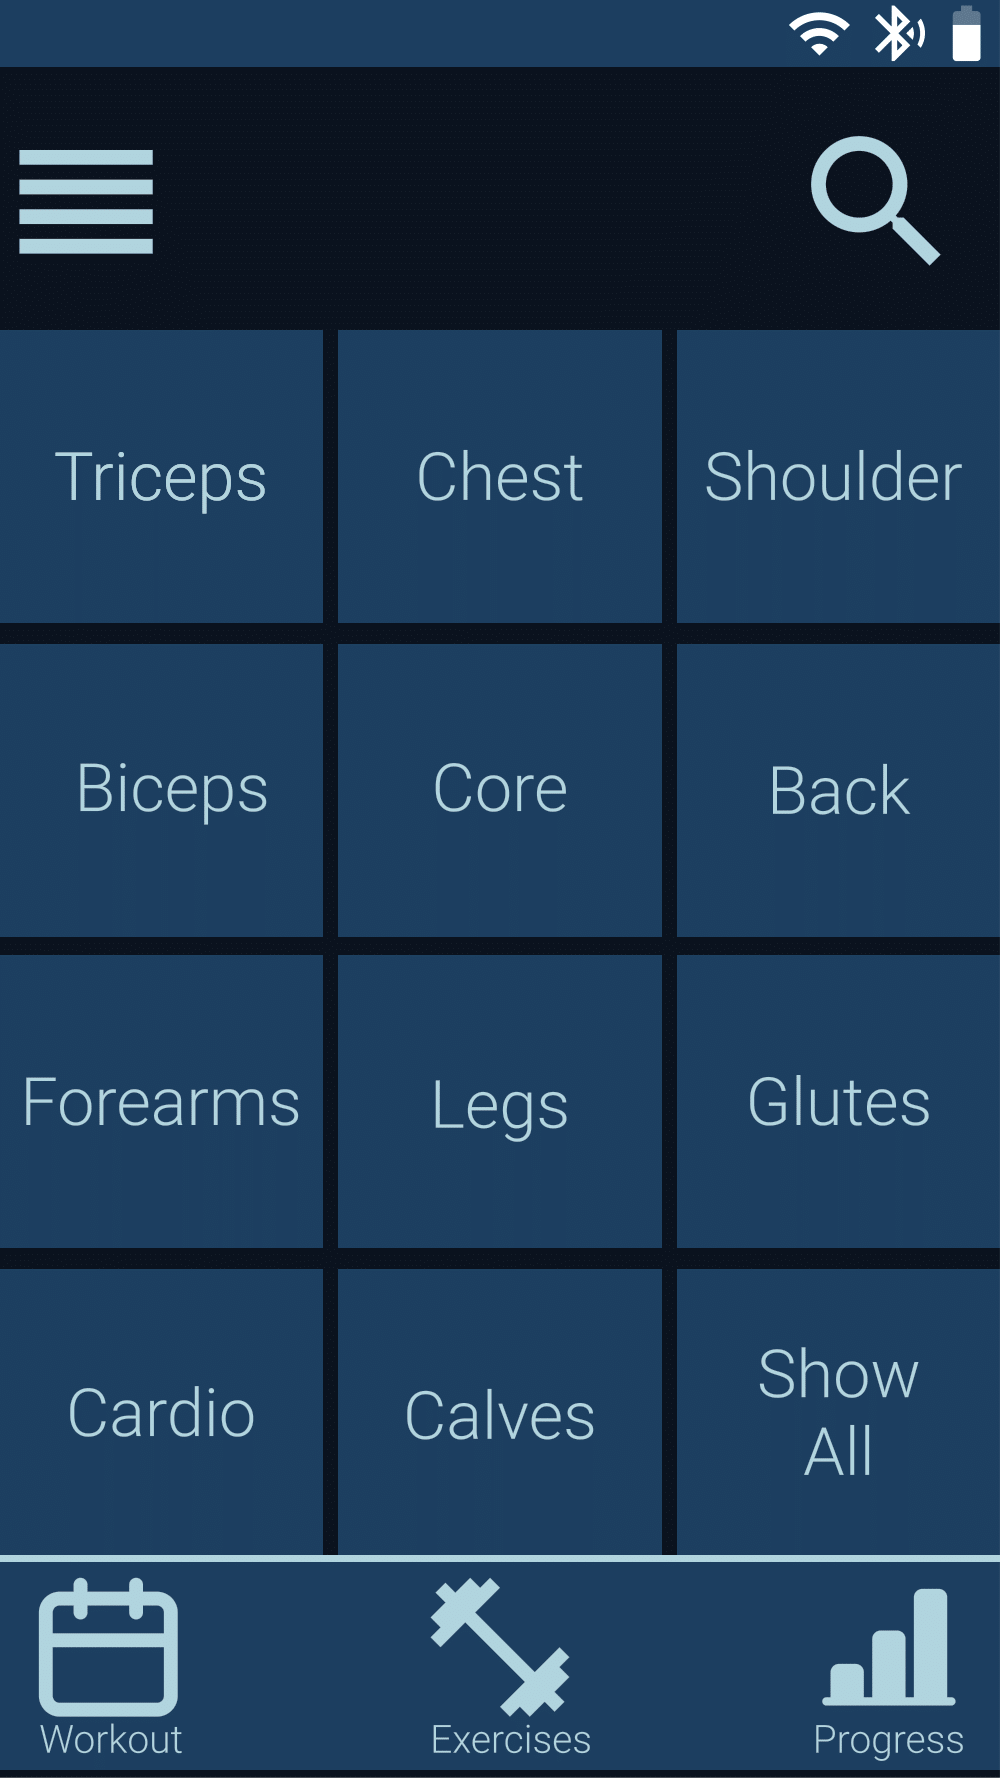 Triceps
Chest
Shoulder
Biceps
Core
Back
Forearms
Legs
Glutes
Cardio
Calves
Show
All
Workout
Exercises
Progress